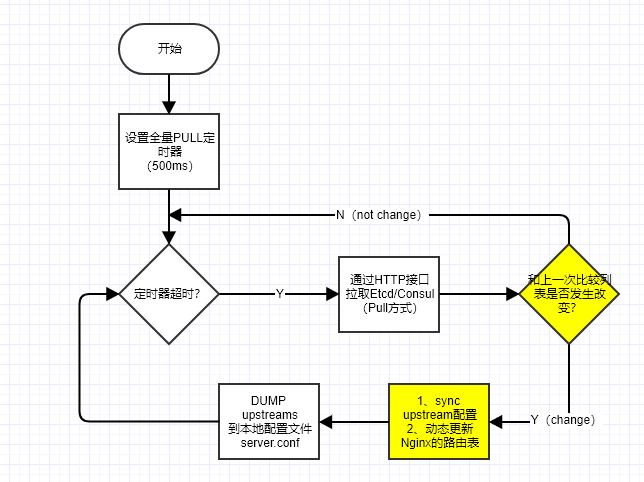 开始
设置全量PULL定
时器
（500ms）
N（not change）
定时器超时？
Y
通过HTTP接口
拉取Etcd/Consul
（Pull方式）
和上一次比较列
表是否发生改
变？
DUMP
upstreams
到本地配置文件
server.conf
1、sync
upstream配置
2、动态更新
Nginx的路由表
Y（change）